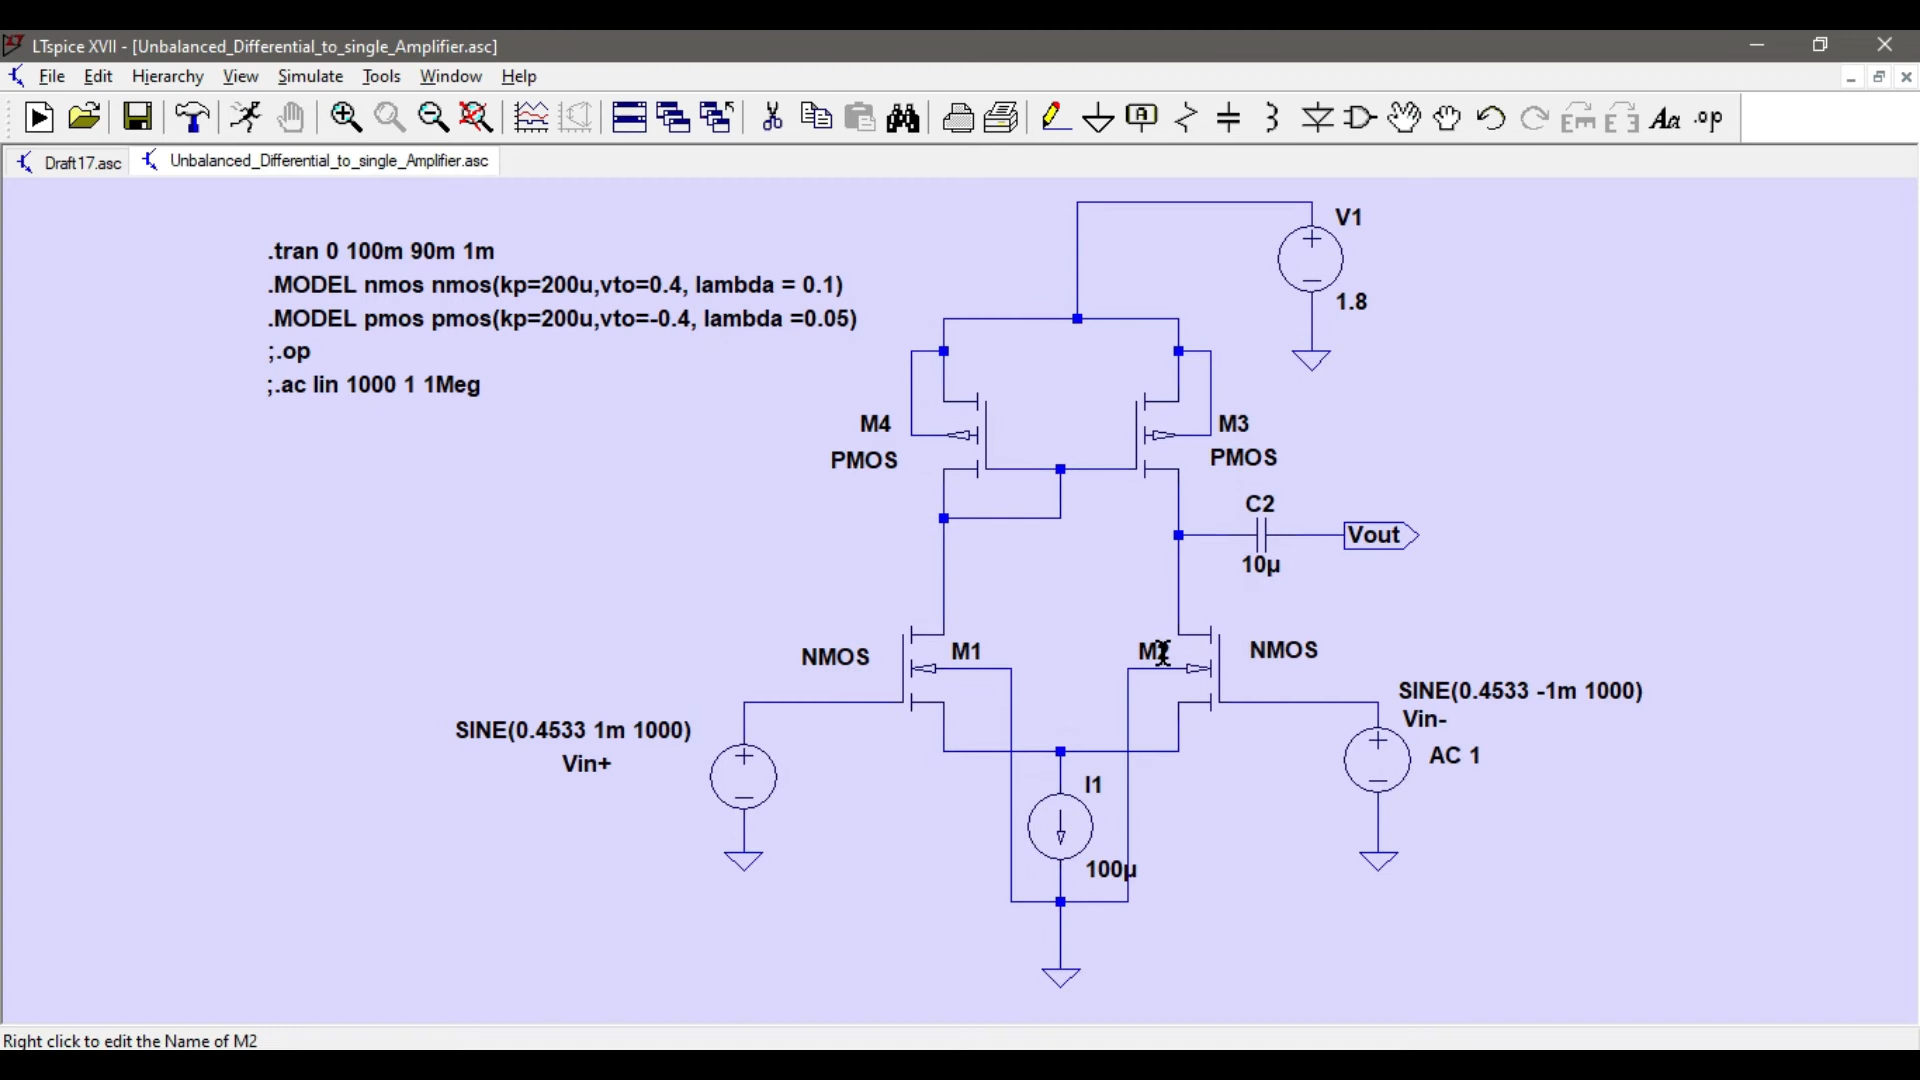 LTspice XVII - [Unbalanced_Differential_to_single_Amplifier.asc]
File Edit Hierarchy View Simulate Tools Window Help
A Aa .op
Draft17.asc Unbalanced_Differential_to_single_Amplifier.asc
.tran 0 100m 90m 1m
.MODEL nmos nmos(kp=200u,vto=0.4, lambda = 0.1)
.MODEL pmos pmos(kp=200u,vto=-0.4, lambda =0.05)
;.op
;.ac lin 1000 1 1Meg
V1
1.8
M4
PMOS
M3
PMOS
C2
10µ
Vout
NMOS
M1
M2
NMOS
SINE(0.4533 1m 1000)
Vin+
SINE(0.4533 -1m 1000)
Vin-
AC 1
I1
100µ
Right click to edit the Name of M2